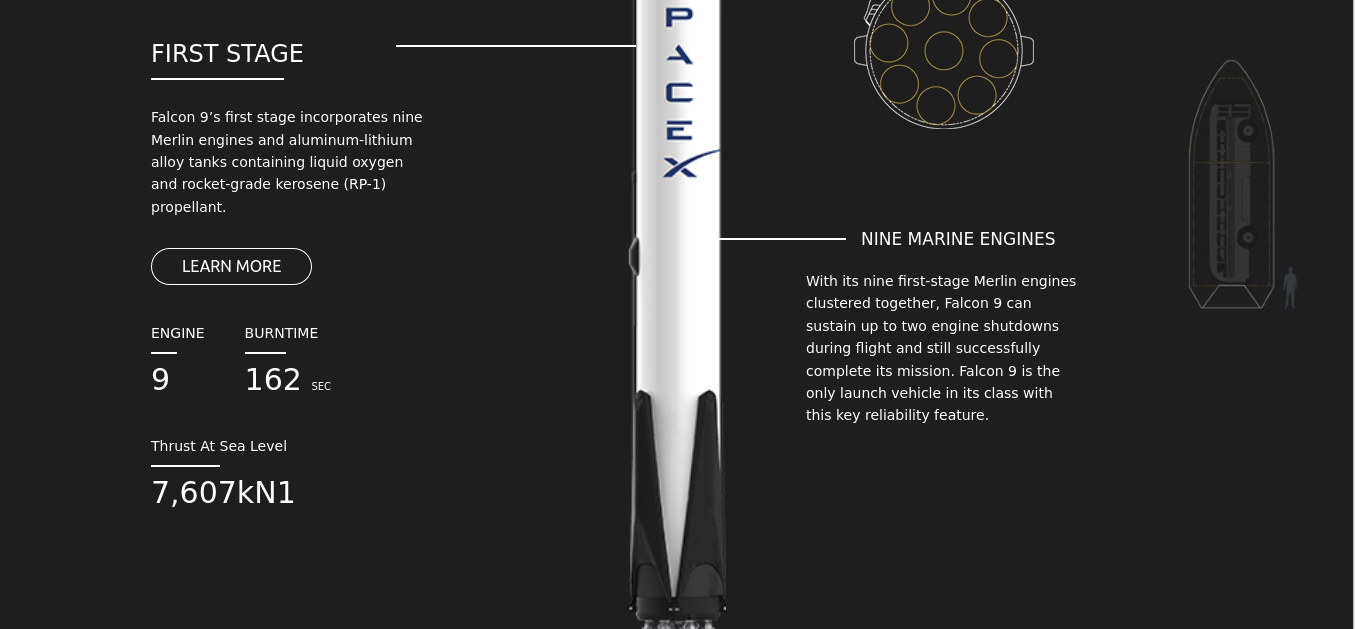 P
A
C
E
X
FIRST STAGE
Falcon 9’s first stage incorporates nine
Merlin engines and aluminum-lithium
alloy tanks containing liquid oxygen
and rocket-grade kerosene (RP-1)
propellant.
LEARN MORE
ENGINE
9
BURNTIME
162 SEC
Thrust At Sea Level
7,607kN1
NINE MARINE ENGINES
With its nine first-stage Merlin engines
clustered together, Falcon 9 can
sustain up to two engine shutdowns
during flight and still successfully
complete its mission. Falcon 9 is the
only launch vehicle in its class with
this key reliability feature.